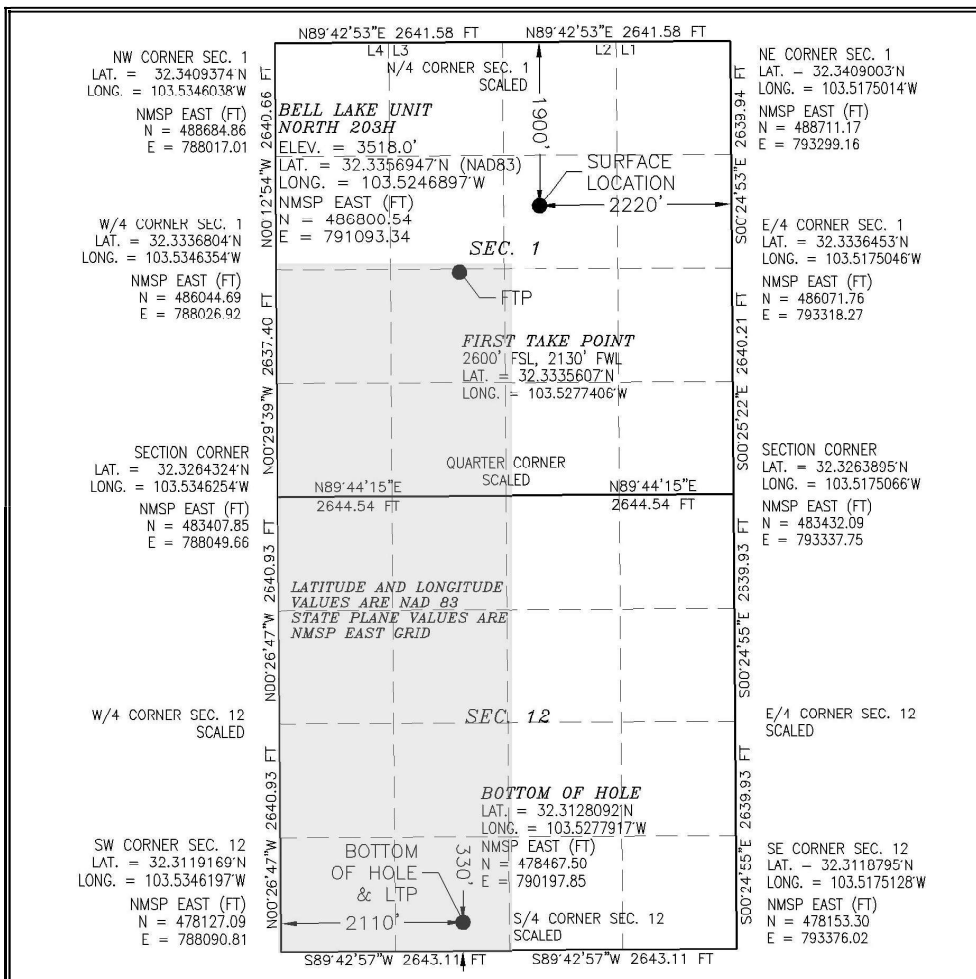 N89°42'53"E 2641.58 FT
N89°42'53"E 2641.58 FT
NW CORNER SEC. 1
LAT. = 32.3409374°N
LONG. = 103.5346038°W
NMSP EAST (FT)
N = 488684.86
E = 788017.01
L4 L3
L2 L1
N/4 CORNER SEC. 1
SCALED
NE CORNER SEC. 1
LAT. = 32.3409003°N
LONG. = 103.5175014°W
NMSP EAST (FT)
N = 488711.17
E = 793299.16
N00°12'54"W 2640.66 FT
BELL LAKE UNIT
NORTH 203H
ELEV. = 3518.0'
LAT. = 32.3356947°N (NAD83)
LONG. = 103.5246897°W
NMSP EAST (FT)
N = 486800.54
E = 791093.34
1900'
SURFACE
LOCATION
2220'
S00°24'53"E 2639.94 FT
W/4 CORNER SEC. 1
LAT. = 32.3336804°N
LONG. = 103.5346354°W
NMSP EAST (FT)
N = 486044.69
E = 788026.92
SEC. 1
FTP
E/4 CORNER SEC. 1
LAT. = 32.3336453°N
LONG. = 103.5175046°W
NMSP EAST (FT)
N = 486071.76
E = 793318.27
N00°29'39"W 2637.40 FT
FIRST TAKE POINT
2600' FSL, 2130' FWL
LAT. = 32.3335607°N
LONG. = 103.5277406°W
S00°25'22"E 2640.21 FT
SECTION CORNER
LAT. = 32.3264324°N
LONG. = 103.5346254°W
NMSP EAST (FT)
N = 483407.85
E = 788049.66
QUARTER CORNER
SCALED
SECTION CORNER
LAT. = 32.3263895°N
LONG. = 103.5175066°W
NMSP EAST (FT)
N = 483432.09
E = 793337.75
N89°44'15"E
2644.54 FT
N89°44'15"E
2644.54 FT
N00°26'47"W 2640.93 FT
LATITUDE AND LONGITUDE
VALUES ARE NAD 83
STATE PLANE VALUES ARE
NMSP EAST GRID
S00°24'55"E 2639.93 FT
W/4 CORNER SEC. 12
SCALED
SEC. 12
E/4 CORNER SEC. 12
SCALED
N00°26'47"W 2640.93 FT
BOTTOM OF HOLE
LAT. = 32.3128092°N
LONG. = 103.5277917°W
NMSP EAST (FT)
N = 478467.50
E = 790197.85
S00°24'55"E 2639.93 FT
SW CORNER SEC. 12
LAT. = 32.3119169°N
LONG. = 103.5346197°W
NMSP EAST (FT)
N = 478127.09
E = 788090.81
BOTTOM
OF HOLE
& LTP
330'
2110'
S/4 CORNER SEC. 12
SCALED
SE CORNER SEC. 12
LAT. = 32.3118795°N
LONG. = 103.5175128°W
NMSP EAST (FT)
N = 478153.30
E = 793376.02
S89°42'57"W 2643.11 FT
S89°42'57"W 2643.11 FT